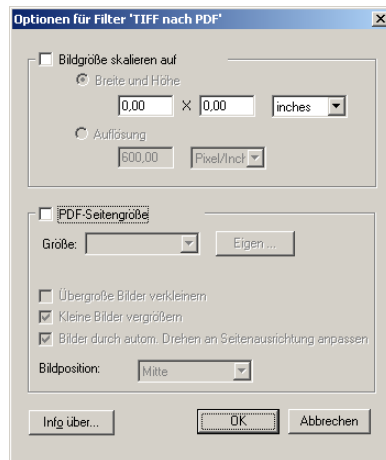 Optionen für Filter 'TIFF nach PDF'
Bildgröße skalieren auf
Breite und Höhe
0,00 X 0,00 inches
Auflösung
600,00 Pixel/Inch
PDF-Seitengröße
Größe: Eigen ...
Übergroße Bilder verkleinern
Kleine Bilder vergrößern
Bilder durch autom. Drehen an Seitenausrichtung anpassen
Bildposition: Mitte
Info über... OK Abbrechen